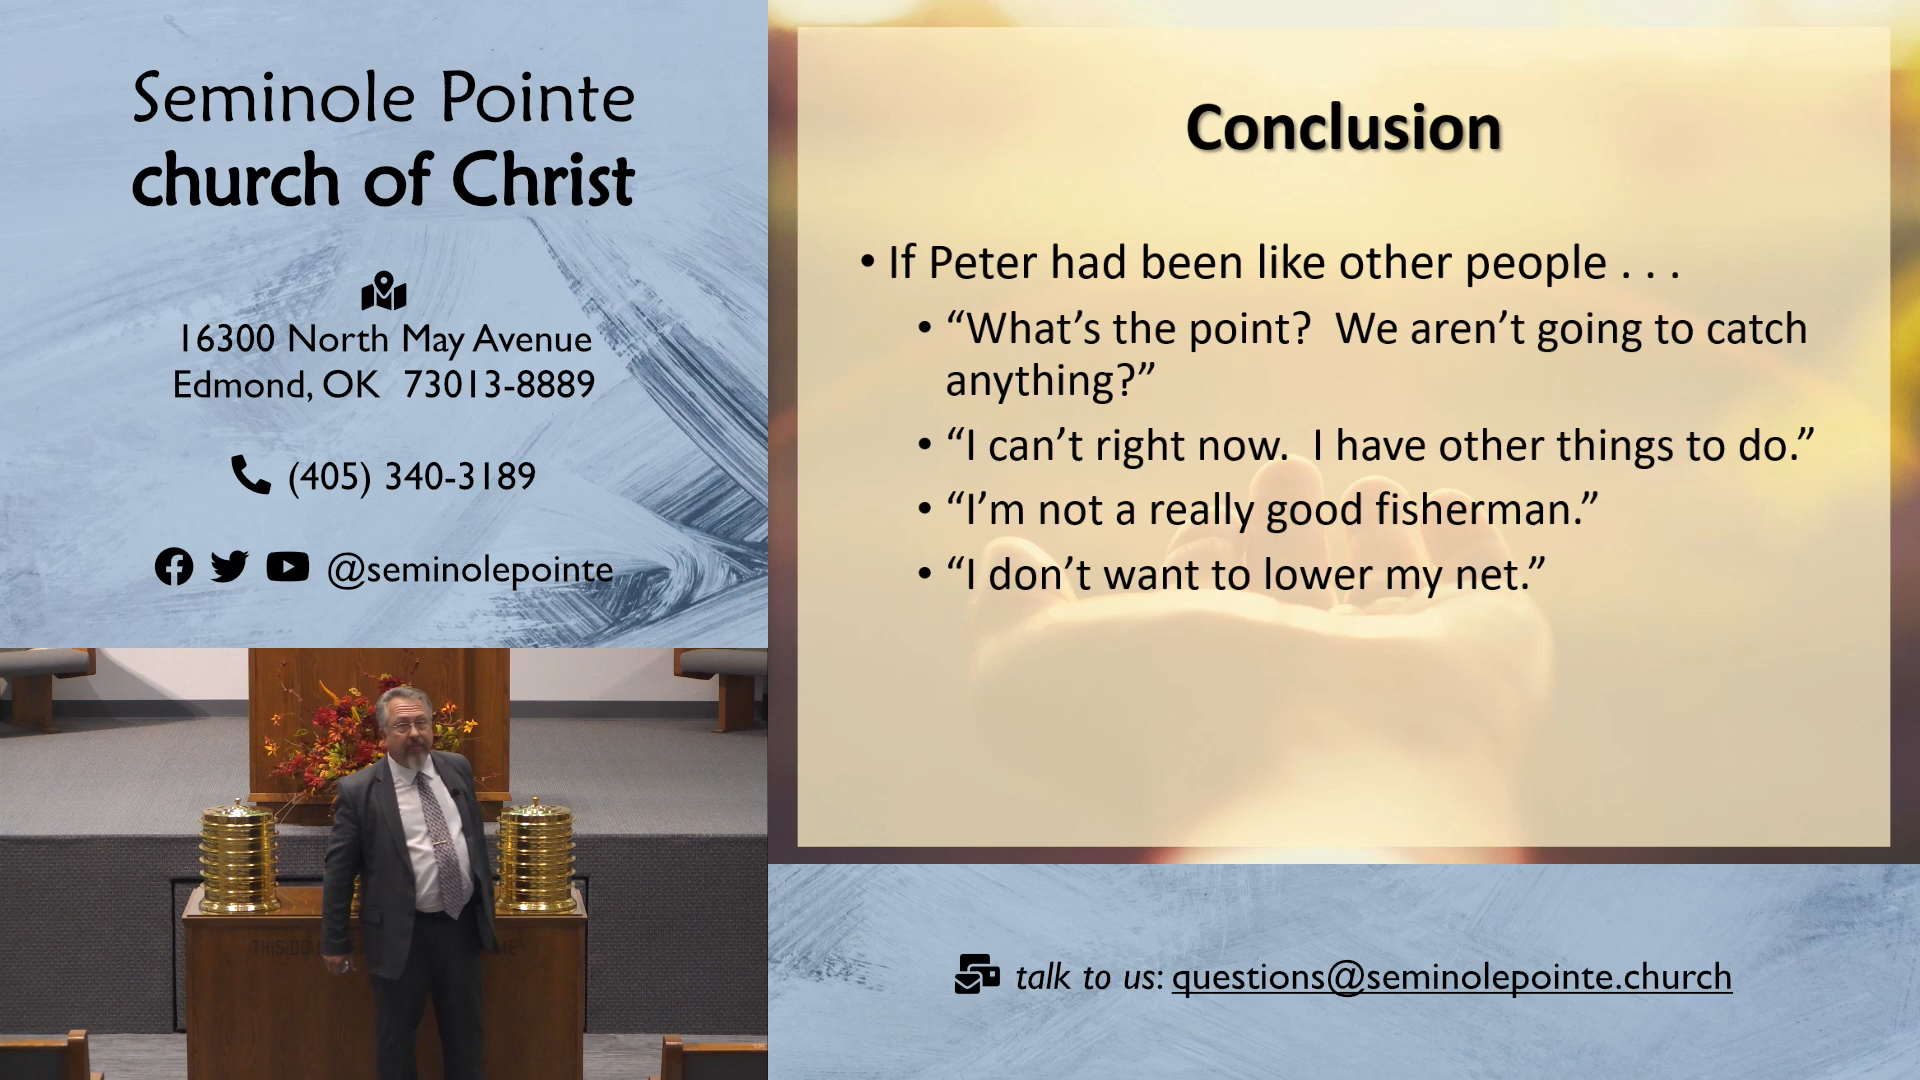 Seminole Pointe
church of Christ
16300 North May Avenue
Edmond, OK  73013-8889
(405) 340-3189
@seminolepointe
Conclusion
• If Peter had been like other people . . .
• “What’s the point?  We aren’t going to catch
anything?”
• “I can’t right now.  I have other things to do.”
• “I’m not a really good fisherman.”
• “I don’t want to lower my net.”
THIS DO
talk to us: questions@seminolepointe.church